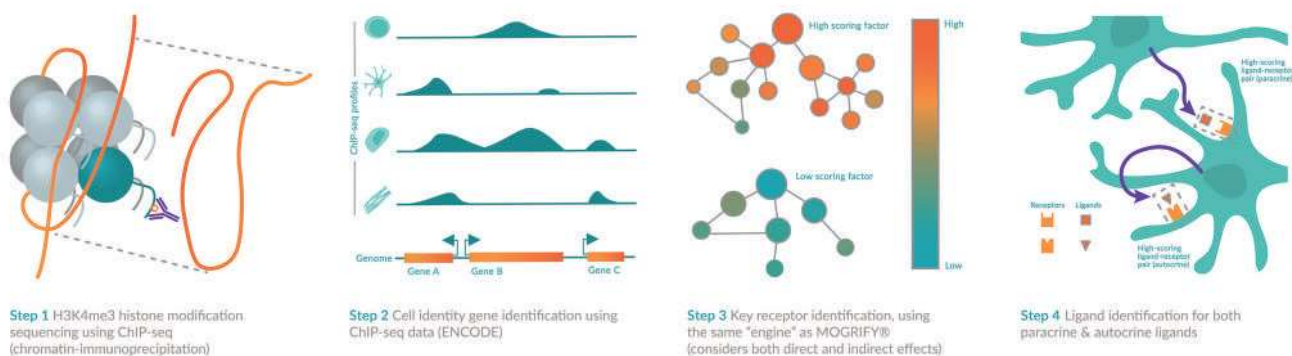 ChIP-seq profiles
Genome
Gene A
Gene B
Gene C
Step 1 H3K4me3 histone modification
sequencing using ChIP-seq
(chromatin-immunoprecipitation)
Step 2 Cell identity gene identification using
ChIP-seq data (ENCODE)
High scoring factor
High
Low scoring factor
Low
Step 3 Key receptor identification, using
the same "engine" as MOGRIFY®
(considers both direct and indirect effects)
High-scoring
ligand-receptor
pair (paracrine)
Receptors
Ligands
High-scoring
ligand-receptor
pair (autocrine)
Step 4 Ligand identification for both
paracrine & autocrine ligands